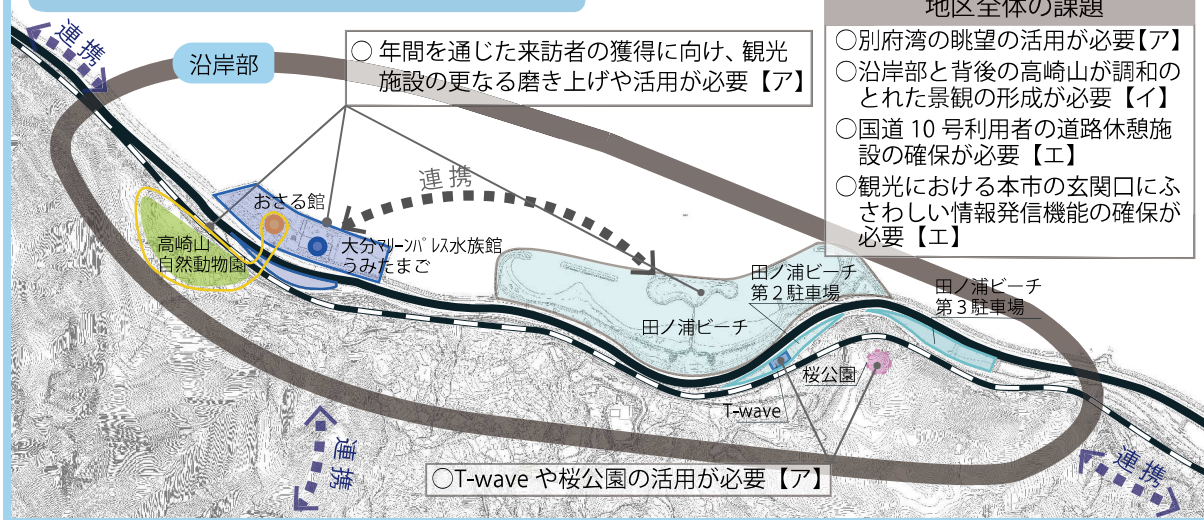 連携
沿岸部
○ 年間を通じた来訪者の獲得に向け、観光
施設の更なる磨き上げや活用が必要【ア】
地区全体の課題
○別府湾の眺望の活用が必要【ア】
○沿岸部と背後の高崎山が調和の
とれた景観の形成が必要【イ】
○国道 10 号利用者の道路休憩施
設の確保が必要【エ】
○観光における本市の玄関口にふ
さわしい情報発信機能の確保が
必要【エ】
連携
おさる館
高崎山
自然動物園
大分マリーンパレス水族館
うみたまご
田ノ浦ビーチ
第２駐車場
田ノ浦ビーチ
第３駐車場
田ノ浦ビーチ
桜公園
T-wave
連携
○T-wave や桜公園の活用が必要【ア】
連携